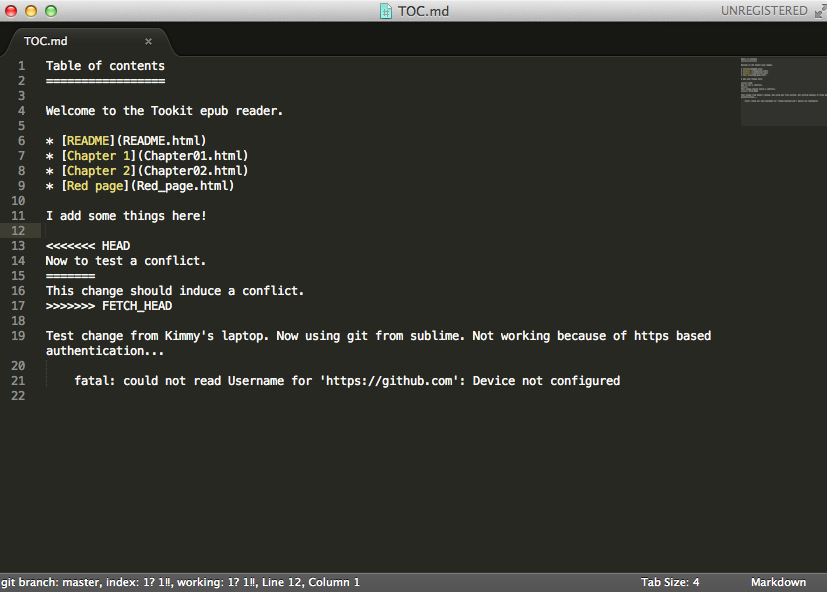 TOC.md
UNREGISTERED
TOC.md
1 Table of contents
2 =================
3
4 Welcome to the Tookit epub reader.
5
6 * [README](README.html)
7 * [Chapter 1](Chapter01.html)
8 * [Chapter 2](Chapter02.html)
9 * [Red page](Red_page.html)
10
11 I add some things here!
12
13 <<<<<<< HEAD
14 Now to test a conflict.
15 =======
16 This change should induce a conflict.
17 >>>>>>> FETCH_HEAD
18
19 Test change from Kimmy's laptop. Now using git from sublime. Not working because of https based
authentication...
20
21 fatal: could not read Username for 'https://github.com': Device not configured
22
git branch: master, index: 1? 1‼, working: 1? 1‼, Line 12, Column 1
Tab Size: 4
Markdown